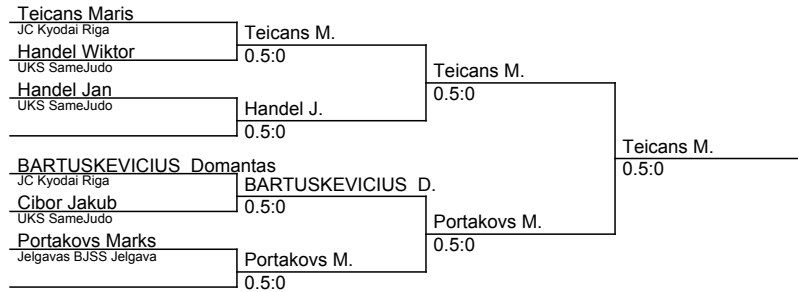 Teicans Maris
JC Kyodai Riga
Teicans M.
Handel Wiktor
0.5:0
UKS SameJudo
Teicans M.
Handel Jan
0.5:0
UKS SameJudo
Handel J.
0.5:0
Teicans M.
BARTUSKEVICIUS Domantas
0.5:0
JC Kyodai Riga
BARTUSKEVICIUS D.
Cibor Jakub
0.5:0
UKS SameJudo
Portakovs M.
Portakovs Marks
0.5:0
Jelgavas BJSS Jelgava
Portakovs M.
0.5:0